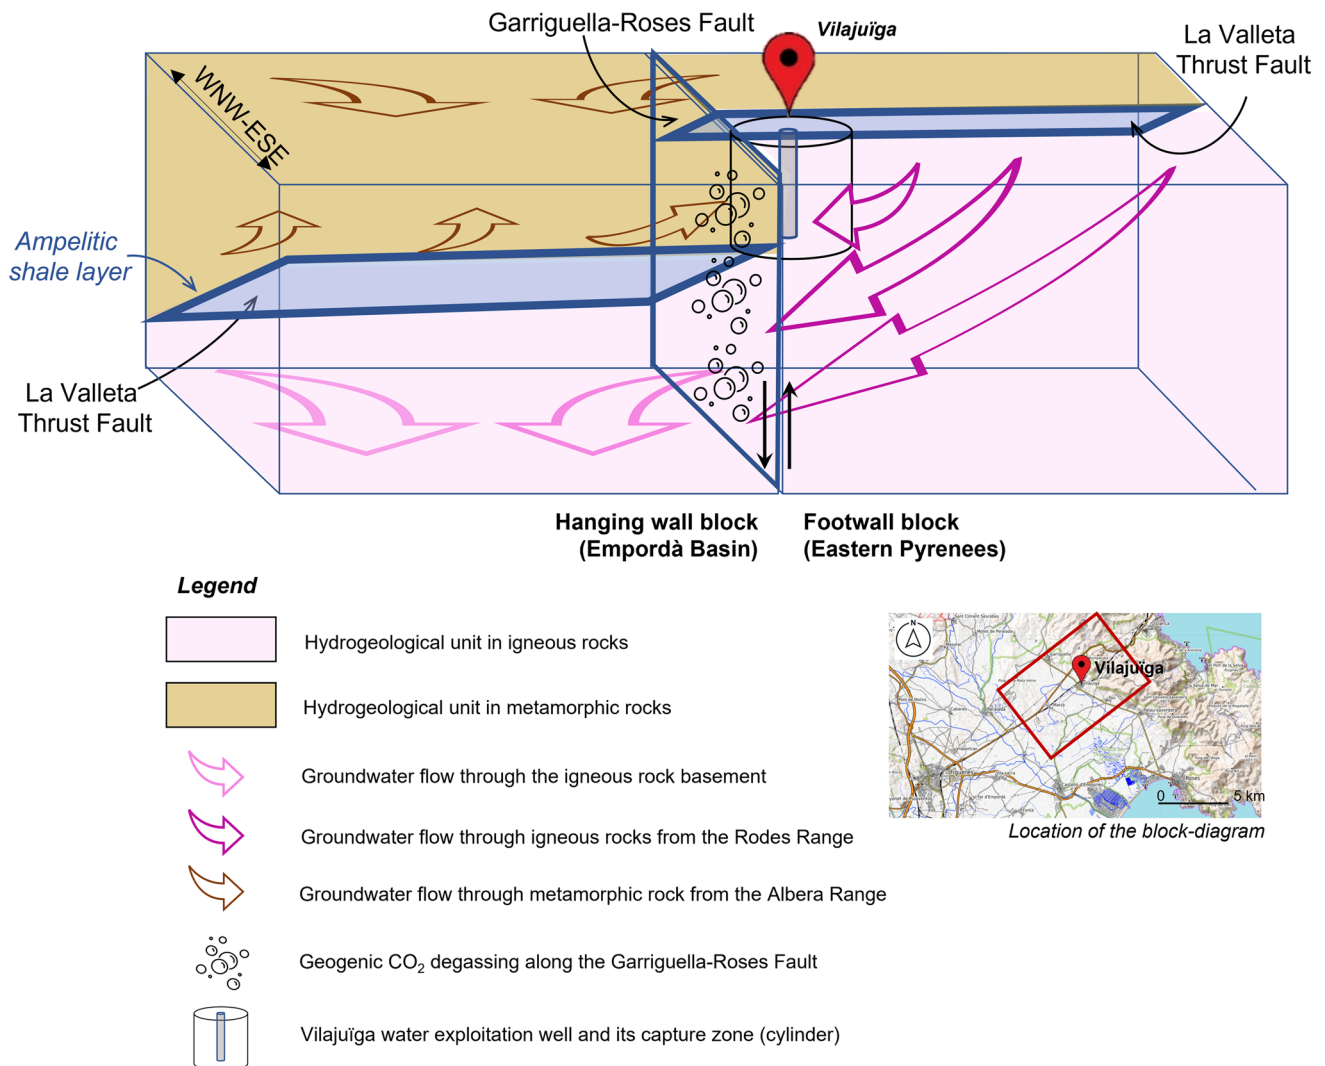 Garriguella-Roses Fault
Vilajuïga
La Valleta
Thrust Fault
WNW-ESE
Ampelitic
shale layer
La Valleta
Thrust Fault
Hanging wall block
(Empordà Basin)
Footwall block
(Eastern Pyrenees)
Legend
Hydrogeological unit in igneous rocks
Hydrogeological unit in metamorphic rocks
Groundwater flow through the igneous rock basement
Groundwater flow through igneous rocks from the Rodes Range
Groundwater flow through metamorphic rock from the Albera Range
Geogenic CO₂ degassing along the Garriguella-Roses Fault
Vilajuïga water exploitation well and its capture zone (cylinder)
N
Vilajuïga
Roses
0 5 km
Location of the block-diagram